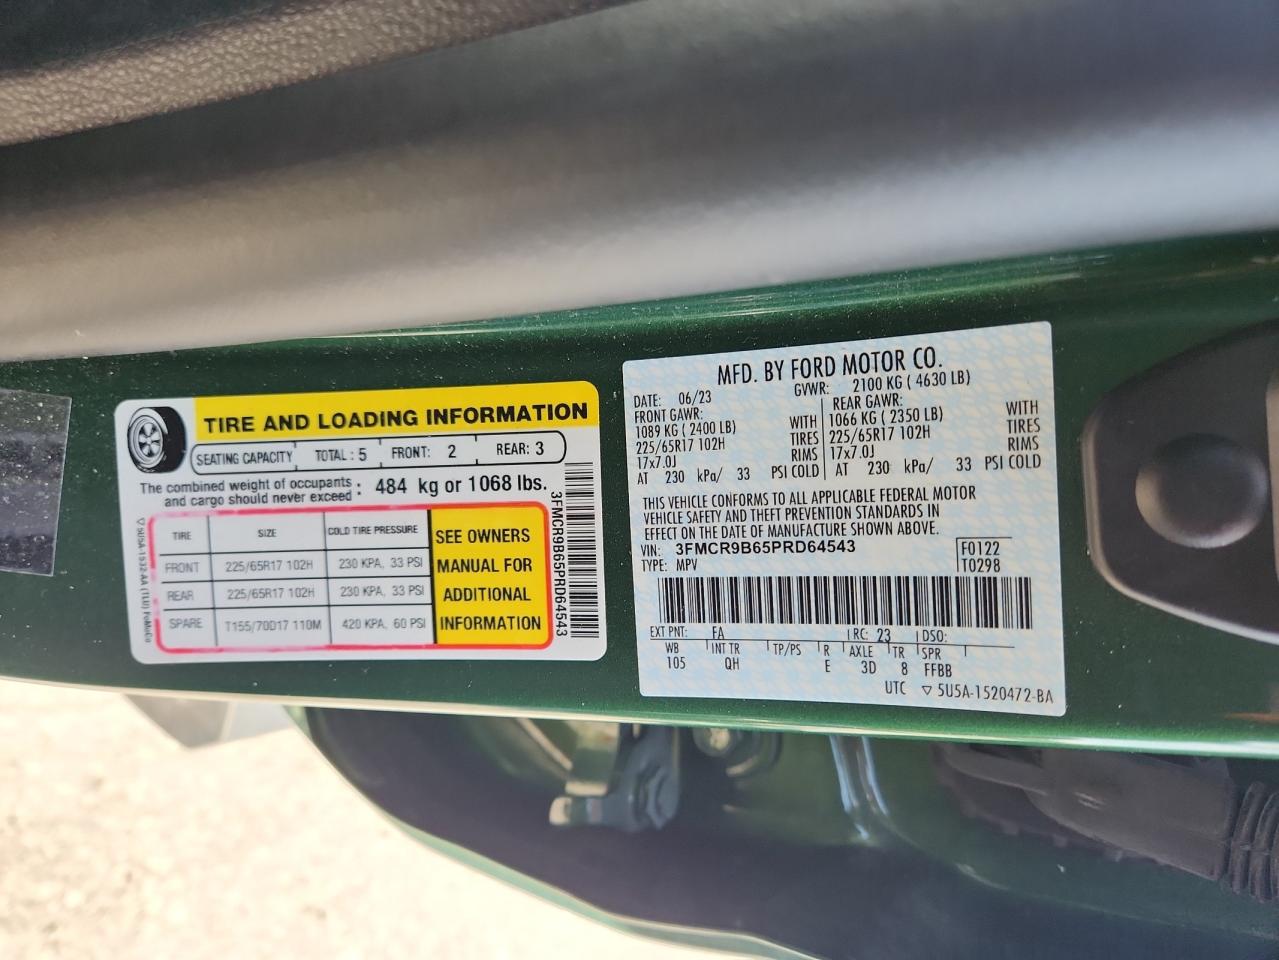 TIRE AND LOADING INFORMATION
SEATING CAPACITY TOTAL : 5 FRONT: 2 REAR: 3
The combined weight of occupants and cargo should never exceed : 484 kg or 1068 lbs.
TIRE SIZE COLD TIRE PRESSURE
FRONT 225/65R17 102H 230 KPA, 33 PSI
REAR 225/65R17 102H 230 KPA, 33 PSI
SPARE T155/70D17 110M 420 KPA, 60 PSI
SEE OWNERS
MANUAL FOR
ADDITIONAL
INFORMATION
3FMCR9B65PRD64543
MFD. BY FORD MOTOR CO.
DATE: 06/23 GVWR: 2100 KG ( 4630 LB)
FRONT GAWR: REAR GAWR:
1089 KG ( 2400 LB) WITH 1066 KG ( 2350 LB) WITH
225/65R17 102H TIRES 225/65R17 102H TIRES
17x7.0J RIMS 17x7.0J RIMS
AT 230 kPa/ 33 PSI COLD AT 230 kPa/ 33 PSI COLD
THIS VEHICLE CONFORMS TO ALL APPLICABLE FEDERAL MOTOR
VEHICLE SAFETY AND THEFT PREVENTION STANDARDS IN
EFFECT ON THE DATE OF MANUFACTURE SHOWN ABOVE.
VIN: 3FMCR9B65PRD64543 F0122
TYPE: MPV T0298
EXT PNT: FA RC: 23 DSO:
WB INT TR TP/PS R AXLE TR SPR
105 QH E 3D 8 FFBB
UTC ▽ 5U5A-1520472-BA